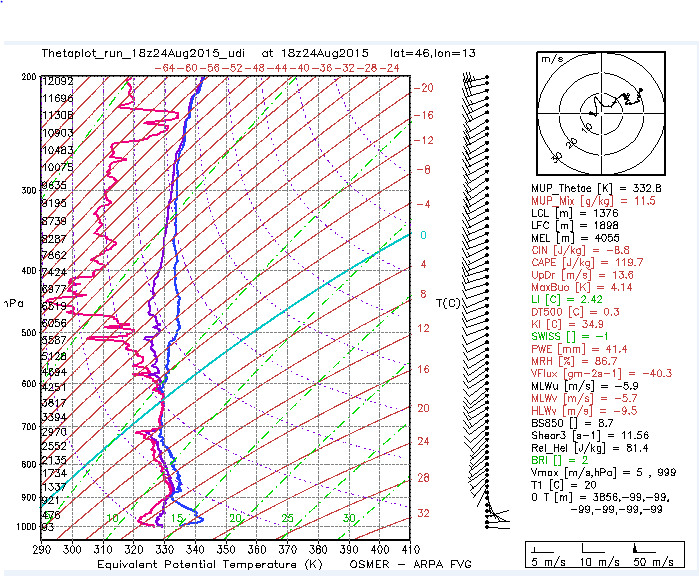 Thetaplot_run_18z24Aug2015_udi at 18z24Aug2015 lat=46,lon=13
-64-60-56-52-48-44-40-36-32-28-24
m/s
10 20 30
200 12092
11696
11308
10903
10483
10075
9635
300 9195
8739
8287
7862
400 7424
6977
6519
6056
500 5587
5128
4694
600 4251
3817
3394
700 2970
2552
800 2135
1734
900 1337
921
476
1000 93
hPa
-20
-16
-12
-8
-4
0
4
8
12
16
20
24
28
32
T(C)
10 15 20 25 30
290 300 310 320 330 340 350 360 370 380 390 400 410
Equivalent Potential Temperature (K) OSMER - ARPA FVG
MUP_Thetae [K] = 332.8
MUP_Mix [g/kg] = 11.5
LCL [m] = 1376
LFC [m] = 1898
MEL [m] = 4055
CIN [J/kg] = -8.8
CAPE [J/kg] = 119.7
UpDr [m/s] = 13.6
MaxBuo [K] = 4.14
LI [C] = 2.42
DT500 [C] = 0.3
KI [C] = 34.9
SWISS [] = -1
PWE [mm] = 41.4
MRH [%] = 86.7
VFlux [gm-2s-1] = -40.3
MLWu [m/s] = -5.9
MLWv [m/s] = -5.7
HLWv [m/s] = -9.5
BS850 [] = 8.7
Shear3 [s-1] = 11.56
Rel_Hel [J/kg] = 81.4
BRI [] = 2
Vmax [m/s,hPa] = 5 , 999
T1 [C] = 20
0 T [m] = 3856,-99,-99,
-99,-99,-99,-99
5 m/s 10 m/s 50 m/s